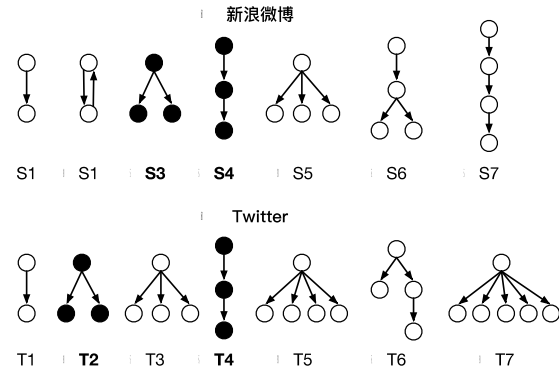 新浪微博
S1 S1 S3 S4 S5 S6 S7
Twitter
T1 T2 T3 T4 T5 T6 T7